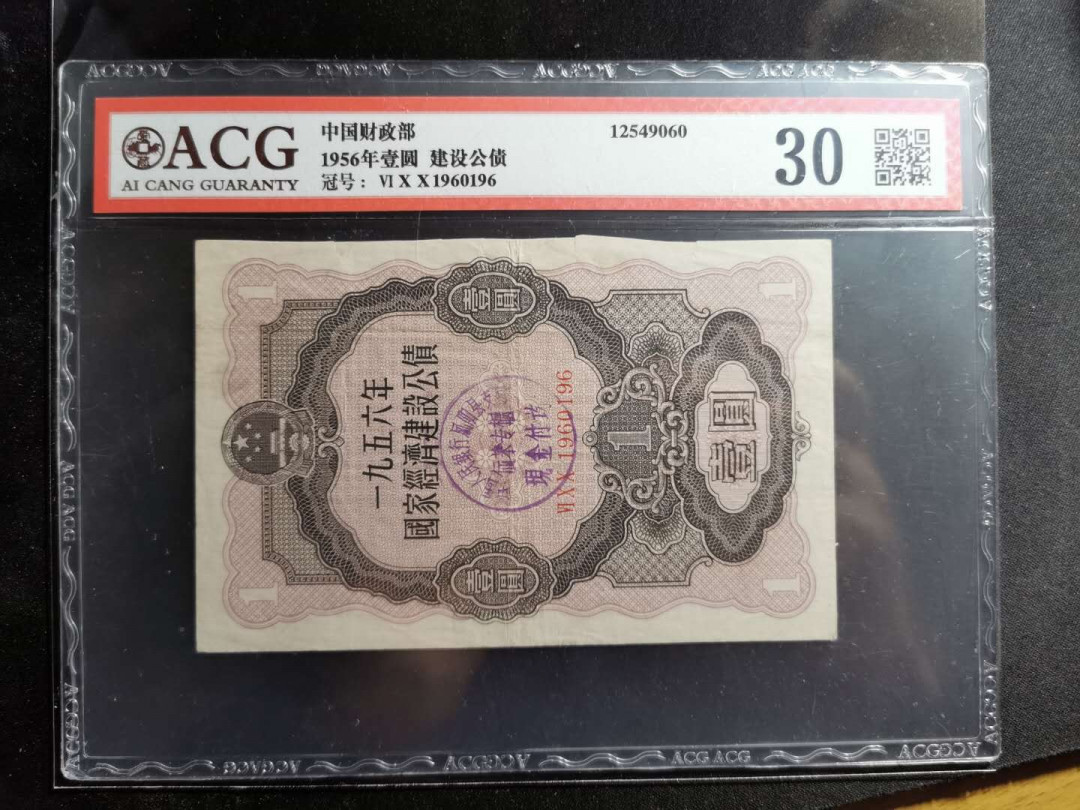 ACG
AI CANG GUARANTY
中国财政部
1956年壹圆 建设公债
冠号：VI X X 1960196
12549060
30
一九五六年
國家經濟建設公債
壹圓
壹圓
壹圓
1
1
1
1
1
VIXX 1960196
現金付訖